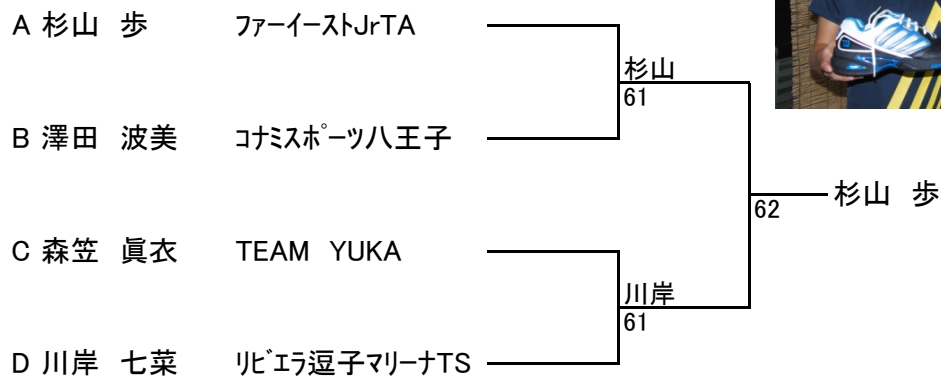 A 杉山 歩 ファーイーストJrTA
杉山
61
B 澤田 波美 コナミスポーツ八王子
杉山 歩
62
C 森笠 眞衣 TEAM YUKA
川岸
61
D 川岸 七菜 リビエラ逗子マリーナTS